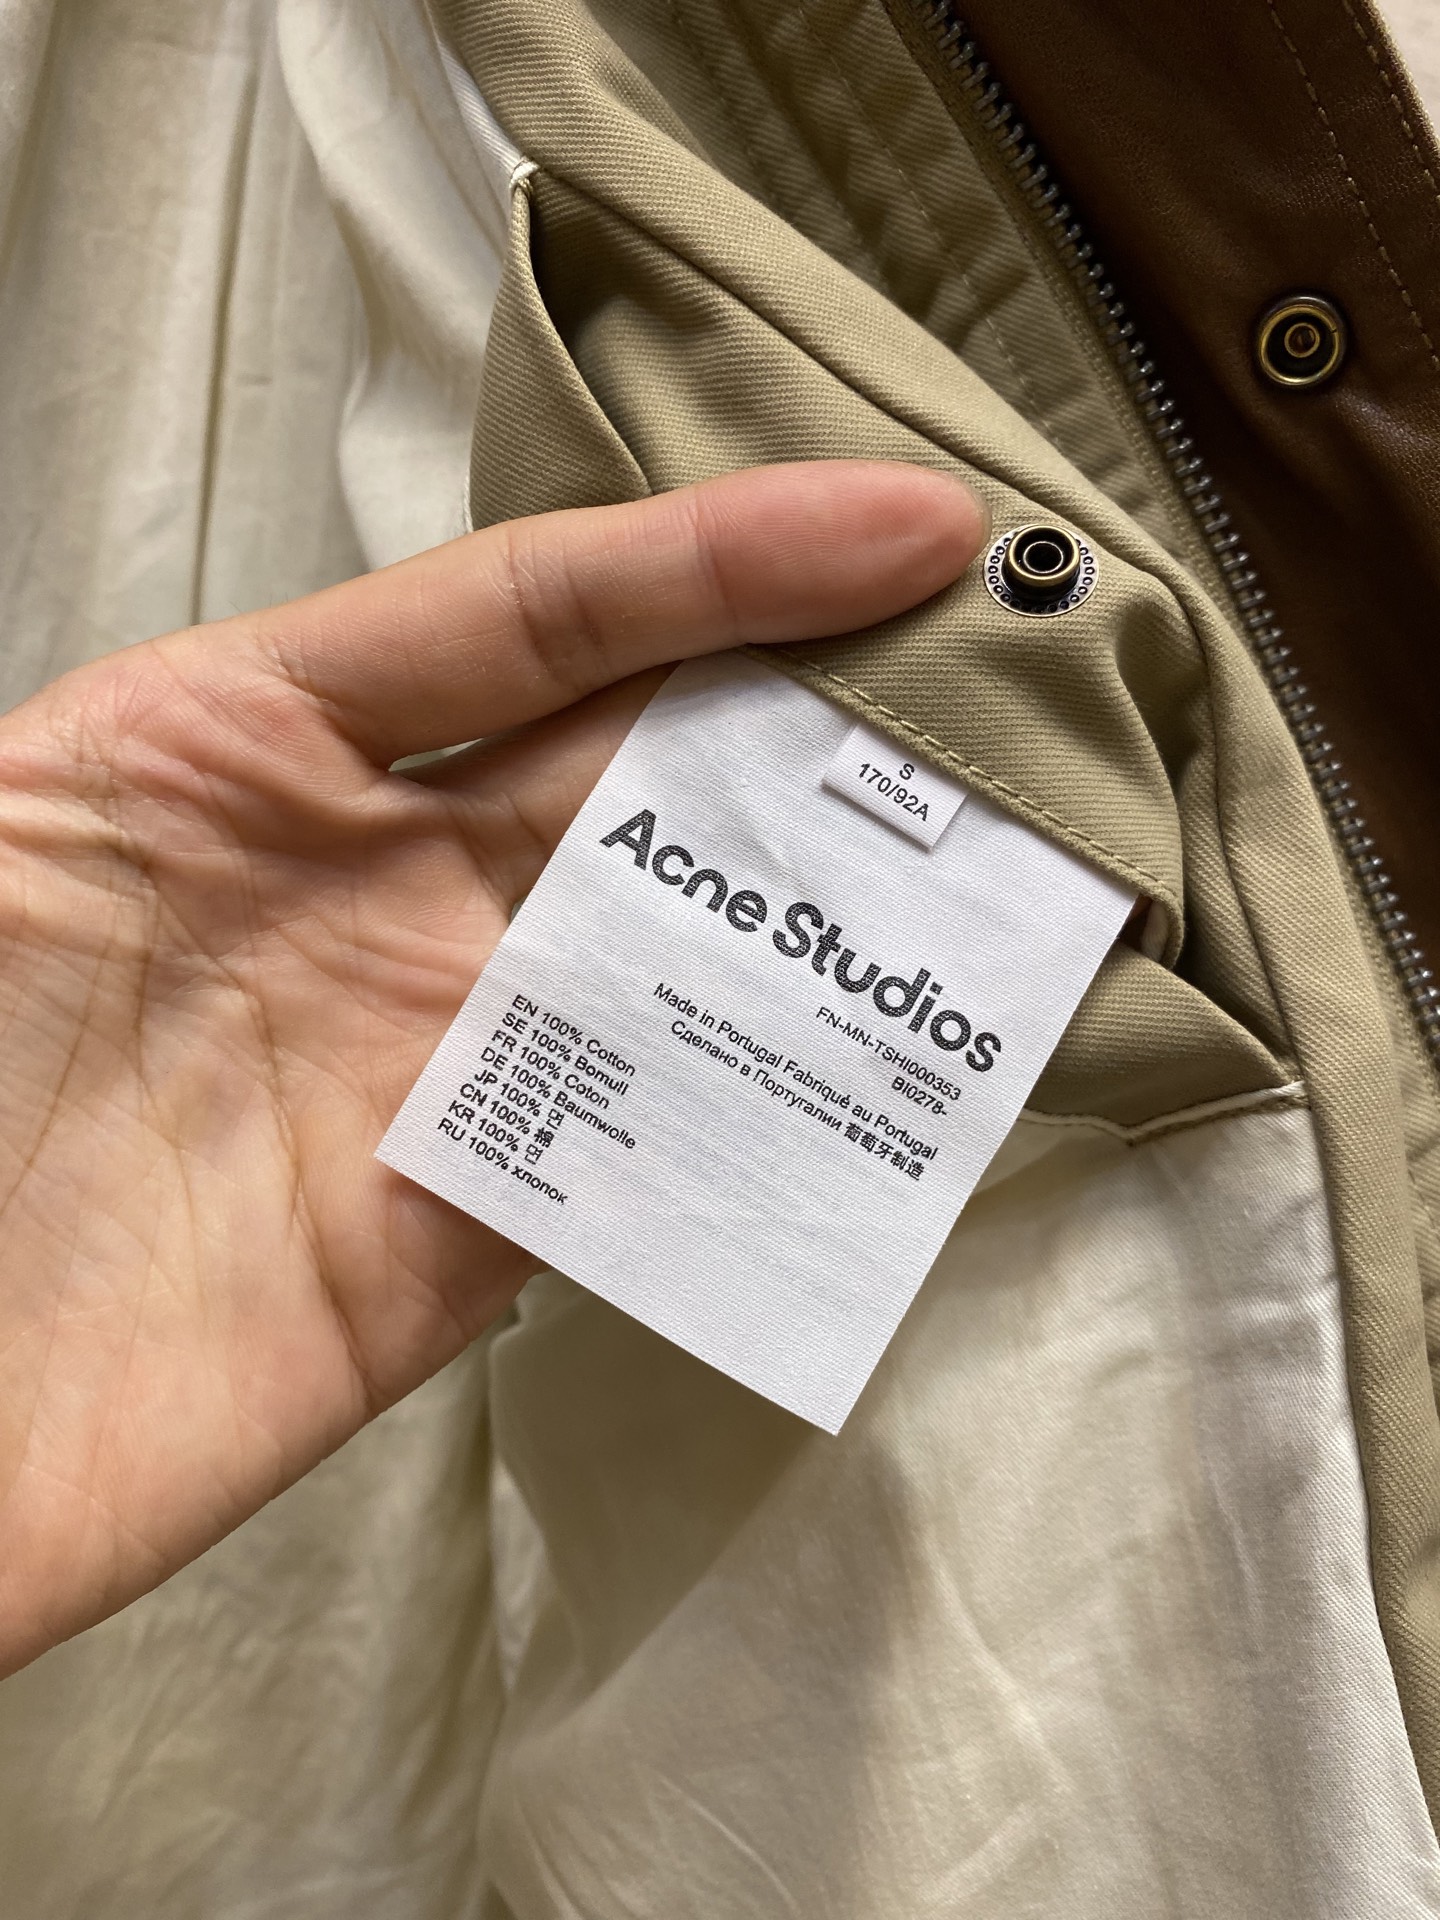 S
170/92A
Acne Studios
FN-MN-TSHI000353
BI0278-
Made in Portugal Fabriqué au Portugal
Сделано в Португалии 葡萄牙制造
EN 100% Cotton
SE 100% Bomull
FR 100% Coton
DE 100% Baumwolle
JP 100% 면
CN 100% 棉
KR 100% 면
RU 100% хлопок